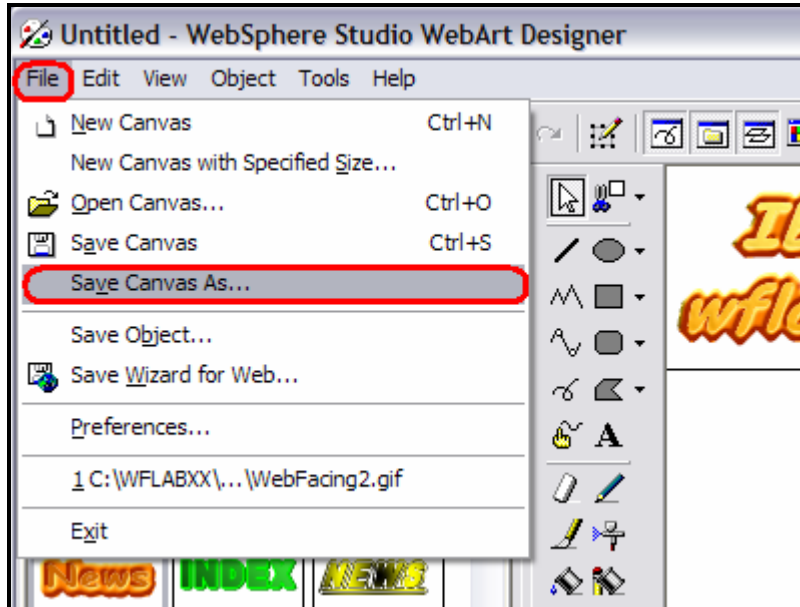 Untitled - WebSphere Studio WebArt Designer
File Edit View Object Tools Help
New Canvas Ctrl+N
New Canvas with Specified Size...
Open Canvas... Ctrl+O
Save Canvas Ctrl+S
Save Canvas As...
Save Object...
Save Wizard for Web...
Preferences...
1 C:\WFLABXX\...\WebFacing2.gif
Exit
A
News INDEX NEWS